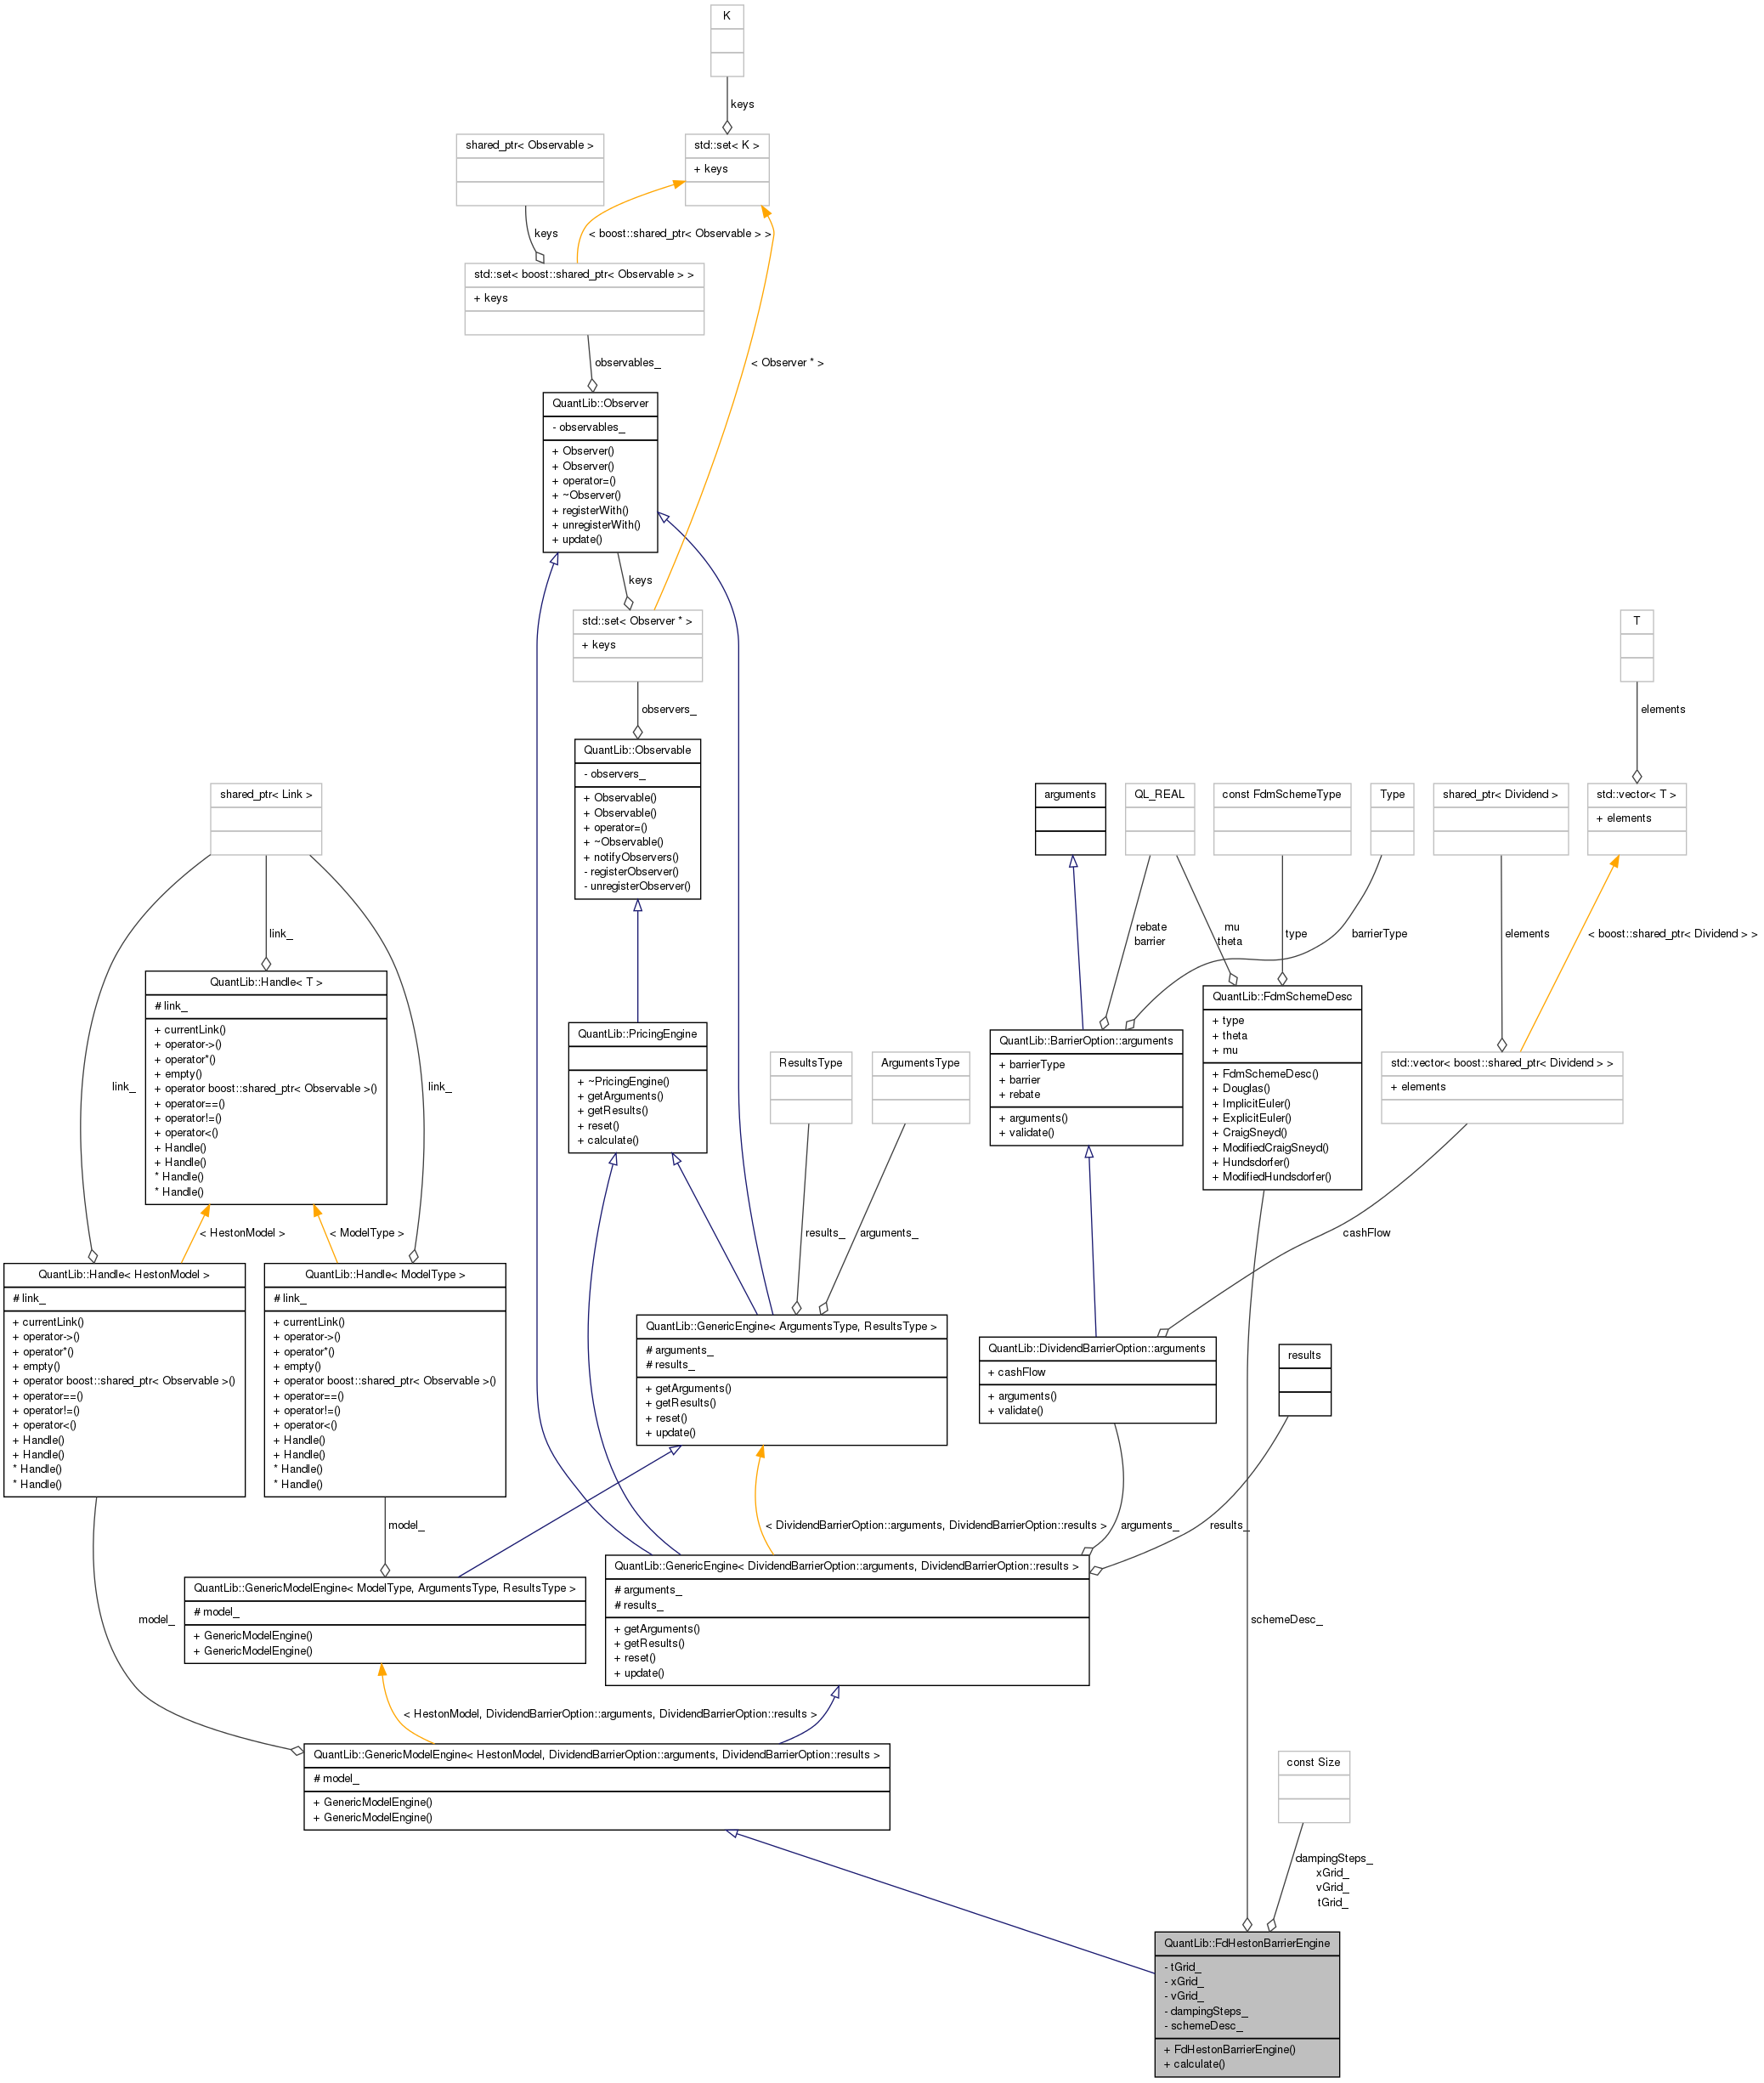 K
keys
shared_ptr< Observable >
std::set< K >
+ keys
keys
< boost::shared_ptr< Observable > >
std::set< boost::shared_ptr< Observable > >
+ keys
observables_
< Observer * >
QuantLib::Observer
- observables_
+ Observer()
+ Observer()
+ operator=()
+ ~Observer()
+ registerWith()
+ unregisterWith()
+ update()
keys
std::set< Observer * >
+ keys
T
observers_
elements
QuantLib::Observable
- observers_
+ Observable()
+ Observable()
+ operator=()
+ ~Observable()
+ notifyObservers()
- registerObserver()
- unregisterObserver()
shared_ptr< Link >
arguments
QL_REAL
const FdmSchemeType
Type
shared_ptr< Dividend >
std::vector< T >
+ elements
link_
rebate
barrier
mu
theta
type
barrierType
elements
< boost::shared_ptr< Dividend > >
QuantLib::Handle< T >
# link_
+ currentLink()
+ operator->()
+ operator*()
+ empty()
+ operator boost::shared_ptr< Observable >()
+ operator==()
+ operator!=()
+ operator<()
+ Handle()
+ Handle()
* Handle()
* Handle()
link_
link_
QuantLib::PricingEngine
+ ~PricingEngine()
+ getArguments()
+ getResults()
+ reset()
+ calculate()
ResultsType
ArgumentsType
QuantLib::BarrierOption::arguments
+ barrierType
+ barrier
+ rebate
+ arguments()
+ validate()
QuantLib::FdmSchemeDesc
+ type
+ theta
+ mu
+ FdmSchemeDesc()
+ Douglas()
+ ImplicitEuler()
+ ExplicitEuler()
+ CraigSneyd()
+ ModifiedCraigSneyd()
+ Hundsdorfer()
+ ModifiedHundsdorfer()
std::vector< boost::shared_ptr< Dividend > >
+ elements
< HestonModel >
< ModelType >
results_
arguments_
cashFlow
QuantLib::Handle< HestonModel >
# link_
+ currentLink()
+ operator->()
+ operator*()
+ empty()
+ operator boost::shared_ptr< Observable >()
+ operator==()
+ operator!=()
+ operator<()
+ Handle()
+ Handle()
* Handle()
* Handle()
QuantLib::Handle< ModelType >
# link_
+ currentLink()
+ operator->()
+ operator*()
+ empty()
+ operator boost::shared_ptr< Observable >()
+ operator==()
+ operator!=()
+ operator<()
+ Handle()
+ Handle()
* Handle()
* Handle()
QuantLib::GenericEngine< ArgumentsType, ResultsType >
# arguments_
# results_
+ getArguments()
+ getResults()
+ reset()
+ update()
QuantLib::DividendBarrierOption::arguments
+ cashFlow
+ arguments()
+ validate()
results
model_
< DividendBarrierOption::arguments, DividendBarrierOption::results >
arguments_
results_
QuantLib::GenericModelEngine< ModelType, ArgumentsType, ResultsType >
# model_
+ GenericModelEngine()
+ GenericModelEngine()
QuantLib::GenericEngine< DividendBarrierOption::arguments, DividendBarrierOption::results >
# arguments_
# results_
+ getArguments()
+ getResults()
+ reset()
+ update()
model_
schemeDesc_
< HestonModel, DividendBarrierOption::arguments, DividendBarrierOption::results >
QuantLib::GenericModelEngine< HestonModel, DividendBarrierOption::arguments, DividendBarrierOption::results >
# model_
+ GenericModelEngine()
+ GenericModelEngine()
const Size
dampingSteps_
xGrid_
vGrid_
tGrid_
QuantLib::FdHestonBarrierEngine
- tGrid_
- xGrid_
- vGrid_
- dampingSteps_
- schemeDesc_
+ FdHestonBarrierEngine()
+ calculate()